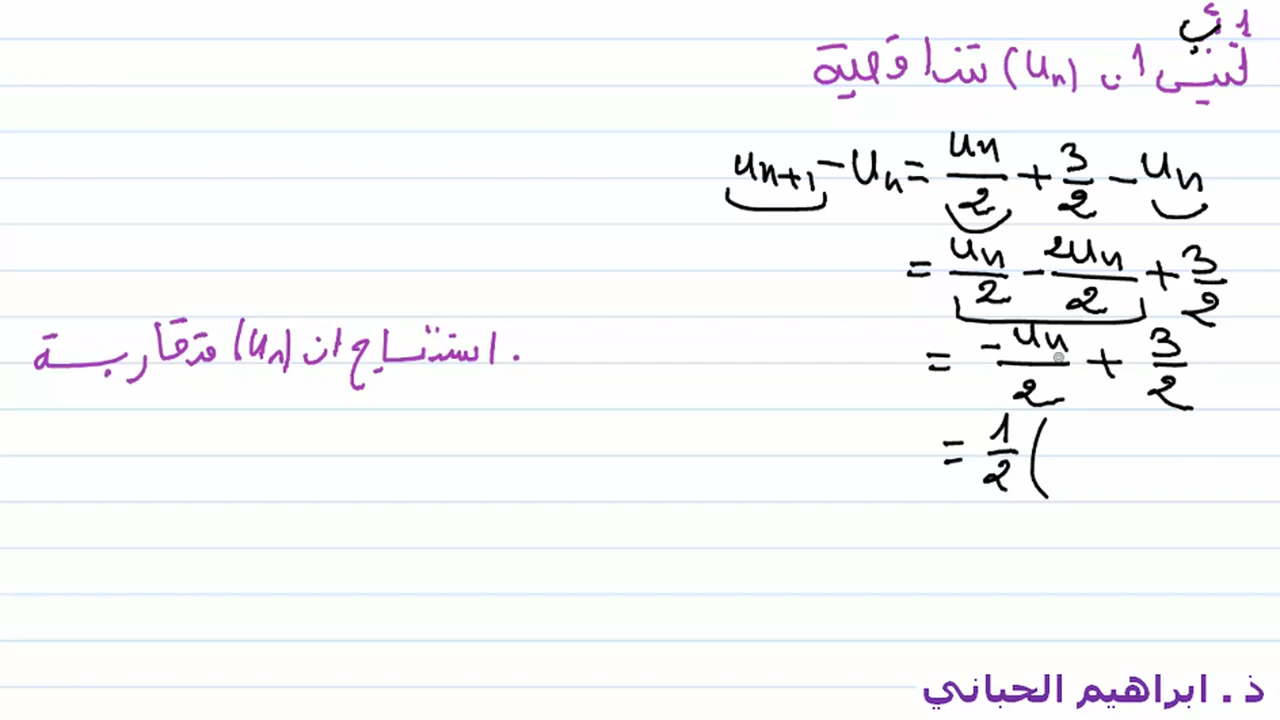 1 ب
لنبين ان (Un) تناقصية
Un+1 - Un = Un/2 + 3/2 - Un
= Un/2 - 2Un/2 + 3/2
= -Un/2 + 3/2
= 1/2 (
. استنتاج ان (Un) متقاربة
ذ . ابراهيم الحباني